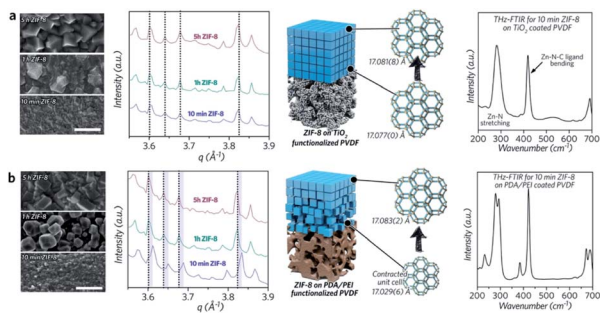 a
5h ZIF-8
1h ZIF-8
10 min ZIF-8
Intensity (a.u.)
5h ZIF-8
1h ZIF-8
10 min ZIF-8
3.6 3.7 3.8 3.9
q (Å⁻¹)
17.081(8) Å
17.077(0) Å
ZIF-8 on TiO₂
functionalized PVDF
THz-FTIR for 10 min ZIF-8
on TiO₂ coated PVDF
Zn-N-C ligand
bending
Zn-N
stretching
Intensity (a.u.)
200 300 400 500 600 700
Wavenumber (cm⁻¹)
b
5h ZIF-8
1h ZIF-8
10 min ZIF-8
Intensity (a.u.)
5h ZIF-8
1h ZIF-8
10 min ZIF-8
3.6 3.7 3.8 3.9
q (Å⁻¹)
17.083(2) Å
Contracted
unit cell
17.029(6) Å
ZIF-8 on PDA/PEI
functionalized PVDF
THz-FTIR for 10 min ZIF-8
on PDA/PEI coated PVDF
Intensity (a.u.)
200 300 400 500 600 700
Wavenumber (cm⁻¹)